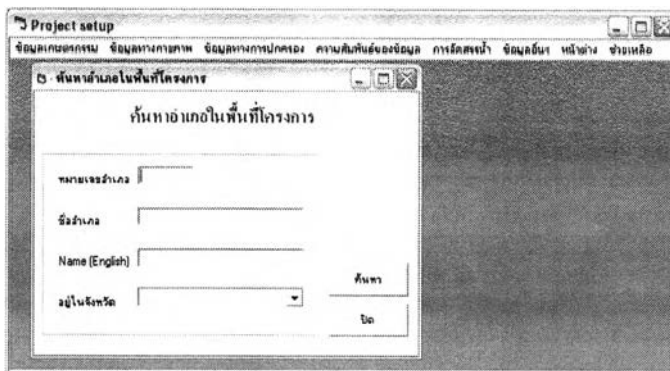 Project setup
ข้อมูลเกษตรกรรม ข้อมูลทางกายภาพ ข้อมูลทางการปกครอง ความสัมพันธ์ของข้อมูล การจัดสรรน้ำ ข้อมูลอื่นๆ หน้าต่าง ช่วยเหลือ
ค้นหาอำเภอในพื้นที่โครงการ
ค้นหาอำเภอในพื้นที่โครงการ
หมายเลขอำเภอ
ชื่ออำเภอ
Name (English)
อยู่ในจังหวัด
ค้นหา
ปิด